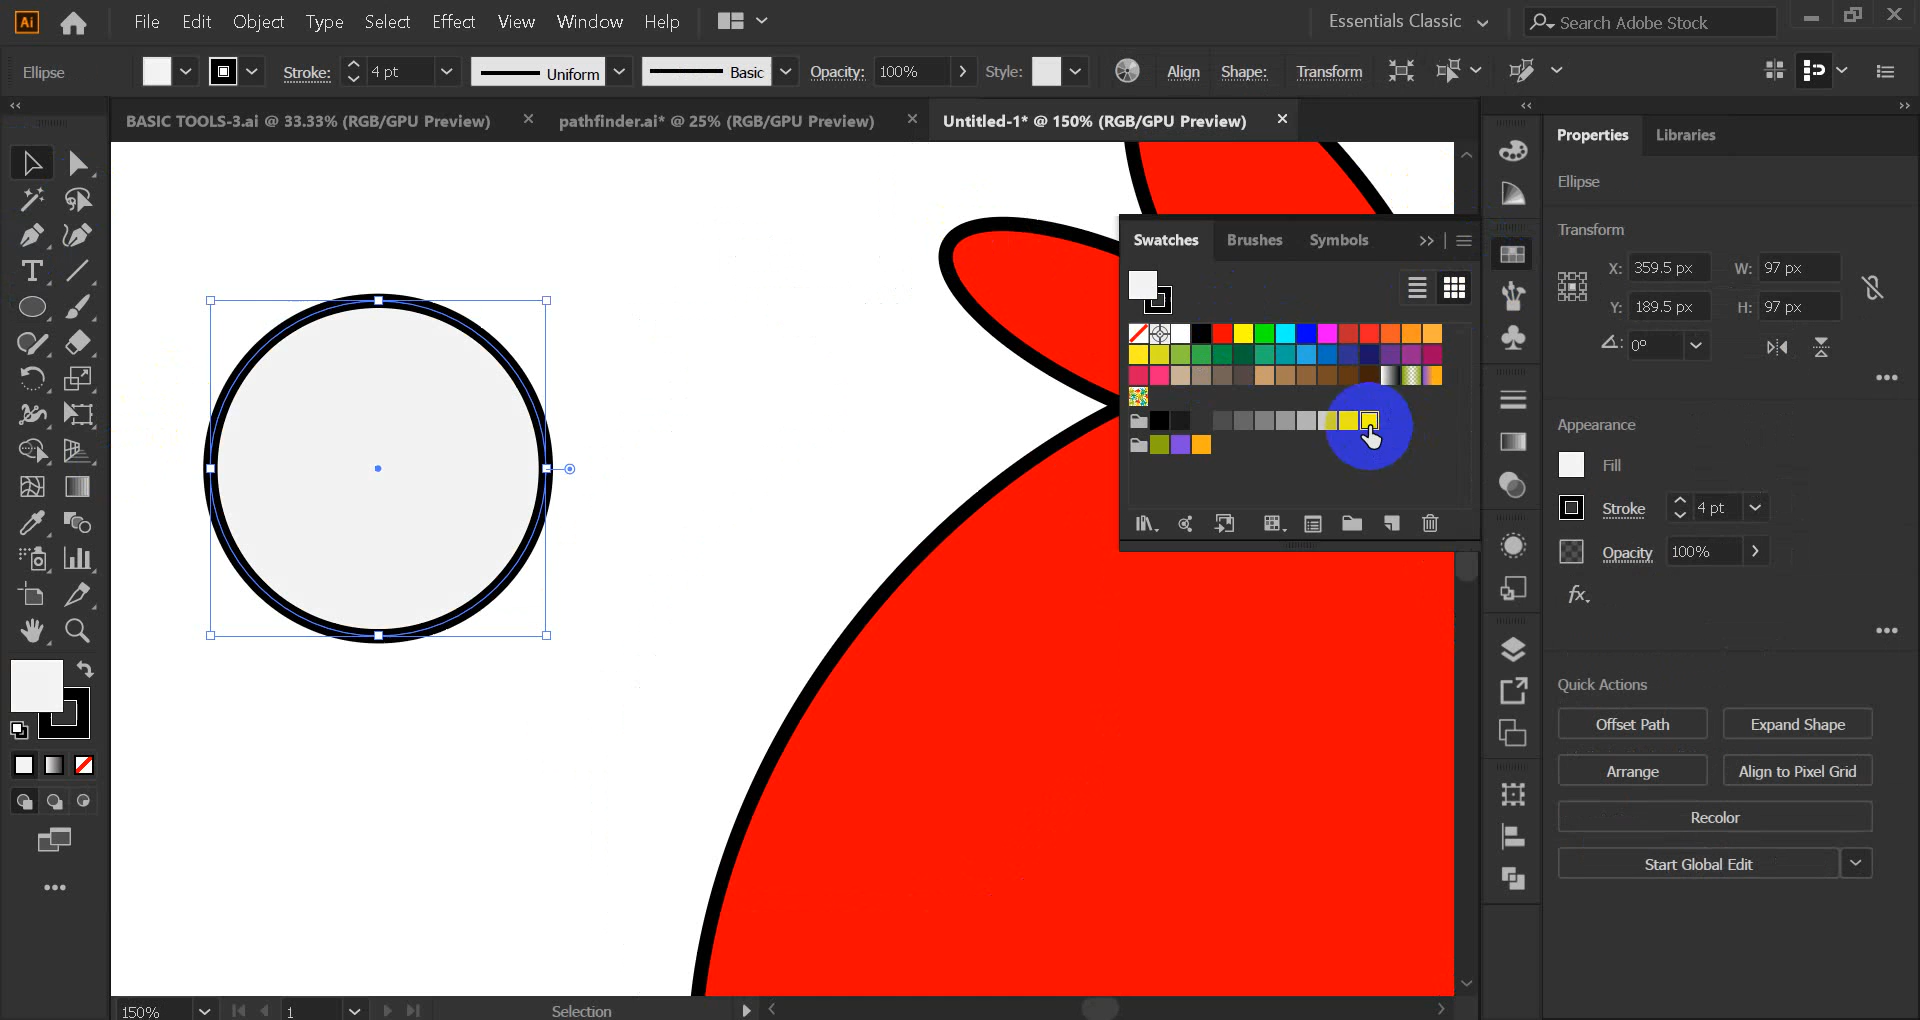 Ai File Edit Object Type Select Effect View Window Help Essentials Classic Search Adobe Stock
Ellipse Stroke: 4 pt Uniform Basic Opacity: 100% Style: Align Shape: Transform
BASIC TOOLS-3.ai @ 33.33% (RGB/GPU Preview) pathfinder.ai* @ 25% (RGB/GPU Preview) Untitled-1* @ 150% (RGB/GPU Preview)
Properties Libraries
Ellipse
Transform
X: 359.5 px W: 97 px
Y: 189.5 px H: 97 px
0°
Swatches Brushes Symbols
Appearance
Fill
Stroke 4 pt
Opacity 100%
fx.
Quick Actions
Offset Path Expand Shape
Arrange Align to Pixel Grid
Recolor
Start Global Edit
150% 1 Selection